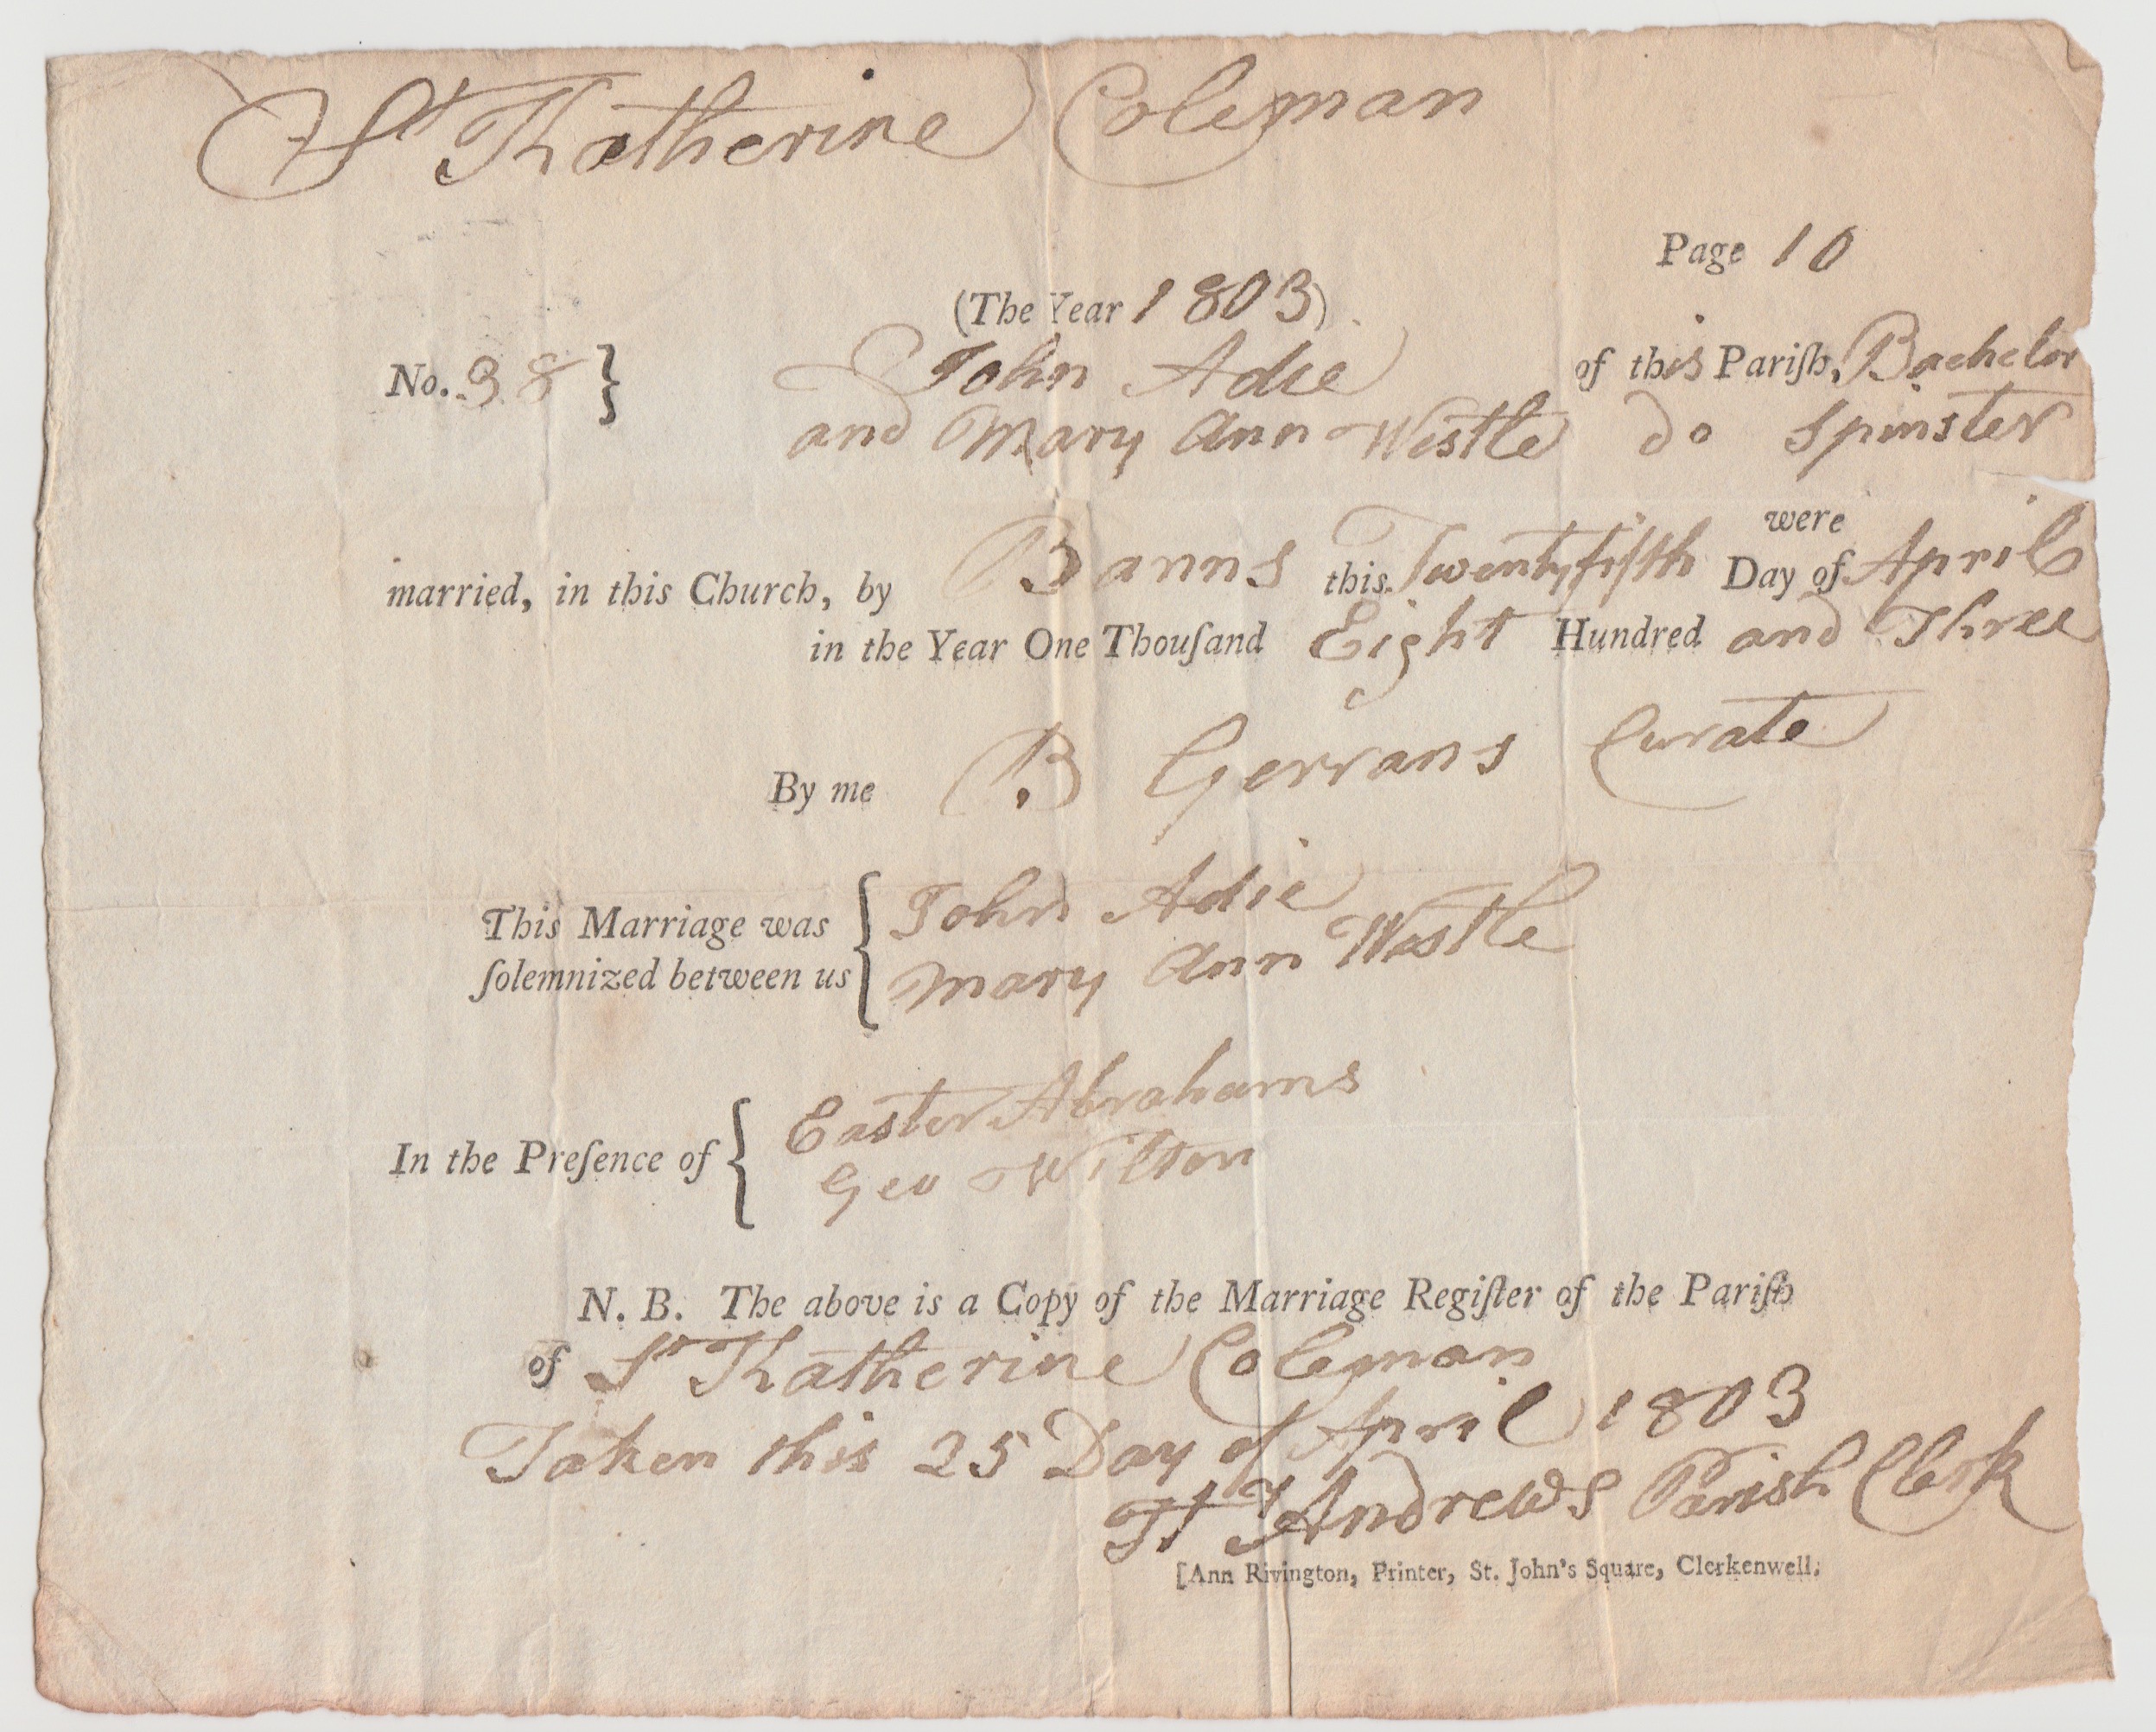 St Katherine Coleman
Page 10
(The Year 1803)
No. 38 } John Adie of this Pariſh, Bachelor
and Mary Ann Westle do Spinster
were
married, in this Church, by Banns this Twenty fifth Day of April
in the Year One Thouſand Eight Hundred and Three
By me B Gerrans Curate
This Marriage was { John Adie
ſolemnized between us Mary Ann Westle
In the Preſence of { Easter Abrahams
Geo Wilton
N. B. The above is a Copy of the Marriage Regiſter of the Pariſh
of St Katherine Coleman
Taken this 25 Day of April 1803
Andrews Parish Clerk
[Ann Rivington, Printer, St. John's Square, Clerkenwell.